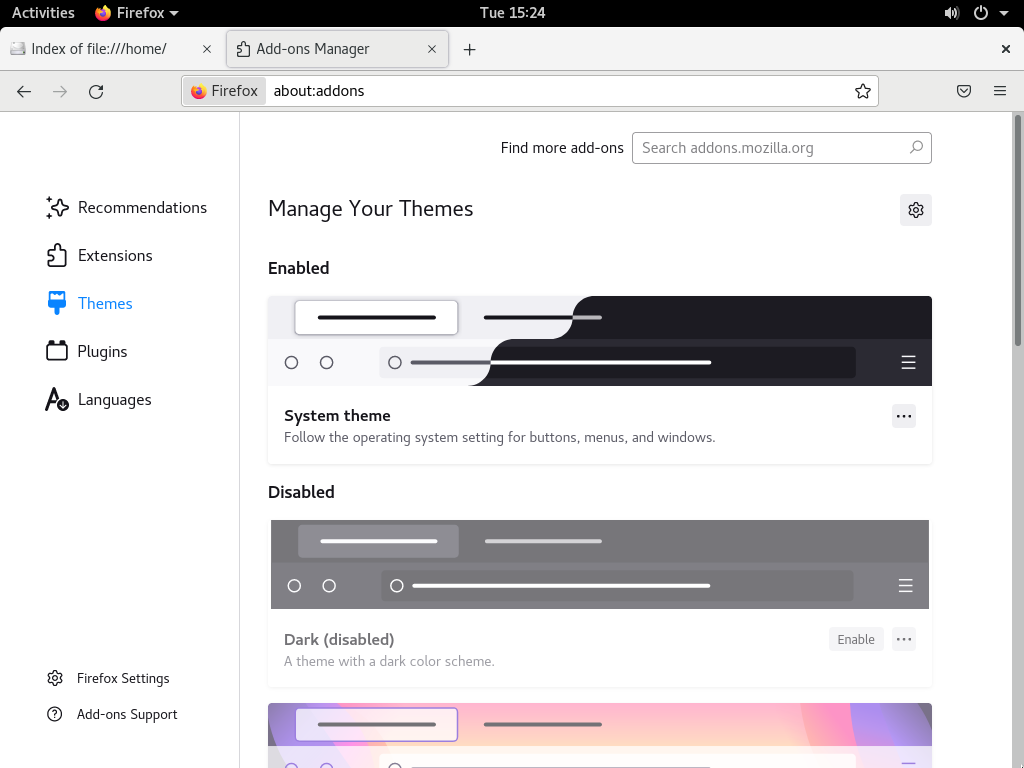 Activities Firefox Tue 15:24
Index of file:///home/ Add-ons Manager
Firefox about:addons
Find more add-ons Search addons.mozilla.org
Recommendations
Extensions
Themes
Plugins
Languages
Firefox Settings
Add-ons Support
Manage Your Themes
Enabled
System theme
Follow the operating system setting for buttons, menus, and windows.
Disabled
Dark (disabled) Enable
A theme with a dark color scheme.